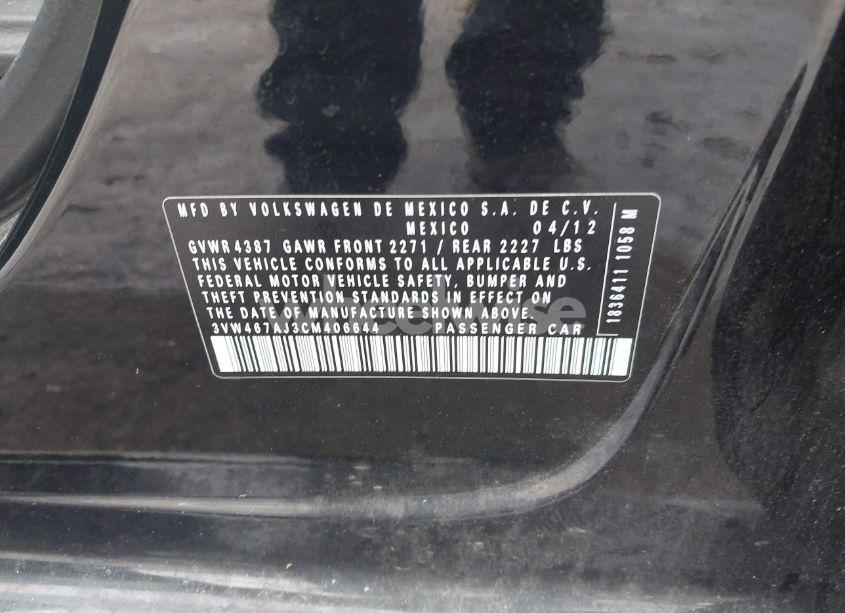 MFD BY VOLKSWAGEN DE MEXICO S.A. DE C.V.
MEXICO 04/12
GVWR 4387 GAWR FRONT 2271 / REAR 2227 LBS
THIS VEHICLE CONFORMS TO ALL APPLICABLE U.S.
FEDERAL MOTOR VEHICLE SAFETY, BUMPER AND
THEFT PREVENTION STANDARDS IN EFFECT ON
THE DATE OF MANUFACTURE SHOWN ABOVE.
3VW467AJ3CM406644 PASSENGER CAR
1836411 1058 M